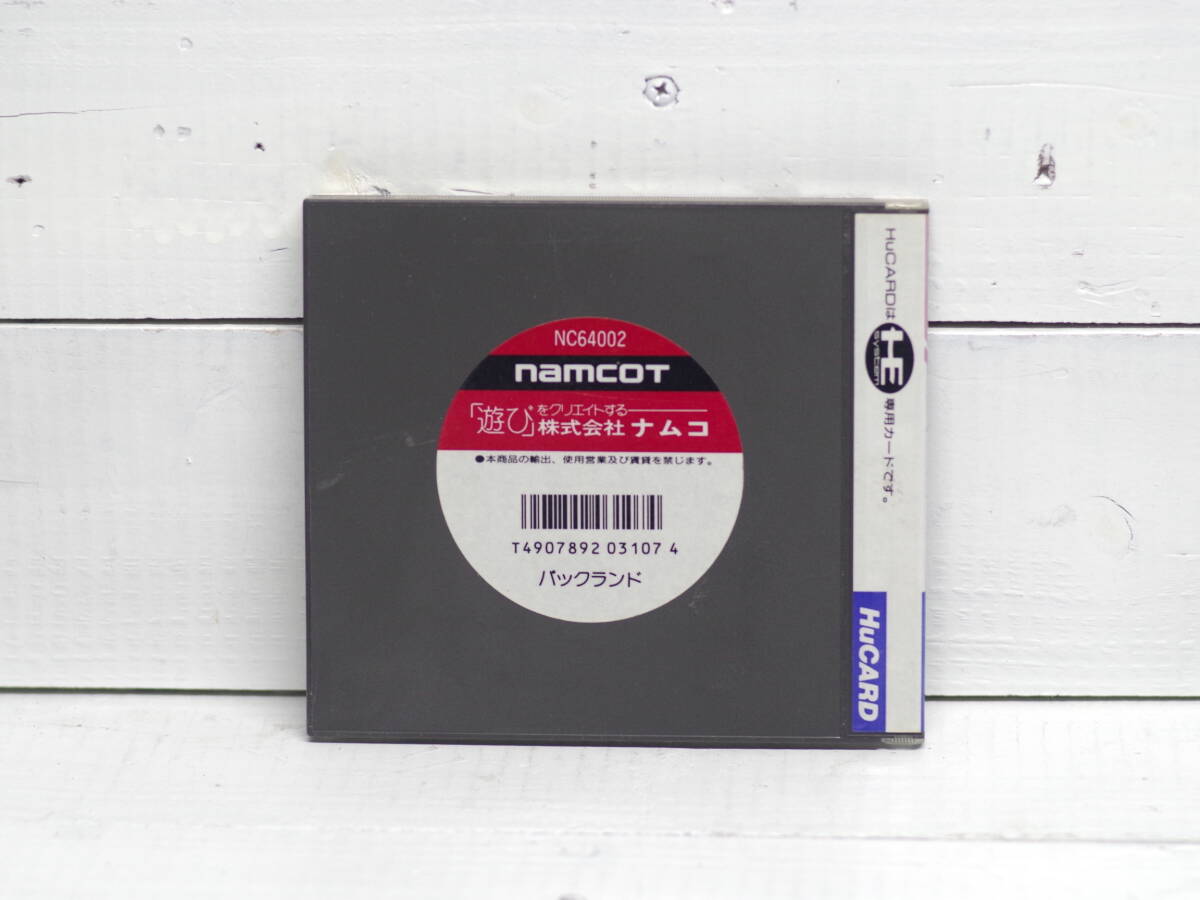 NC64002
namcot
「遊び」をクリエイトする
株式会社ナムコ
●本商品の輸出、使用営業及び賃貸を禁じます。
T4907892 03107 4
パックランド
HuCARDは HE system 専用カードです。
HuCARD